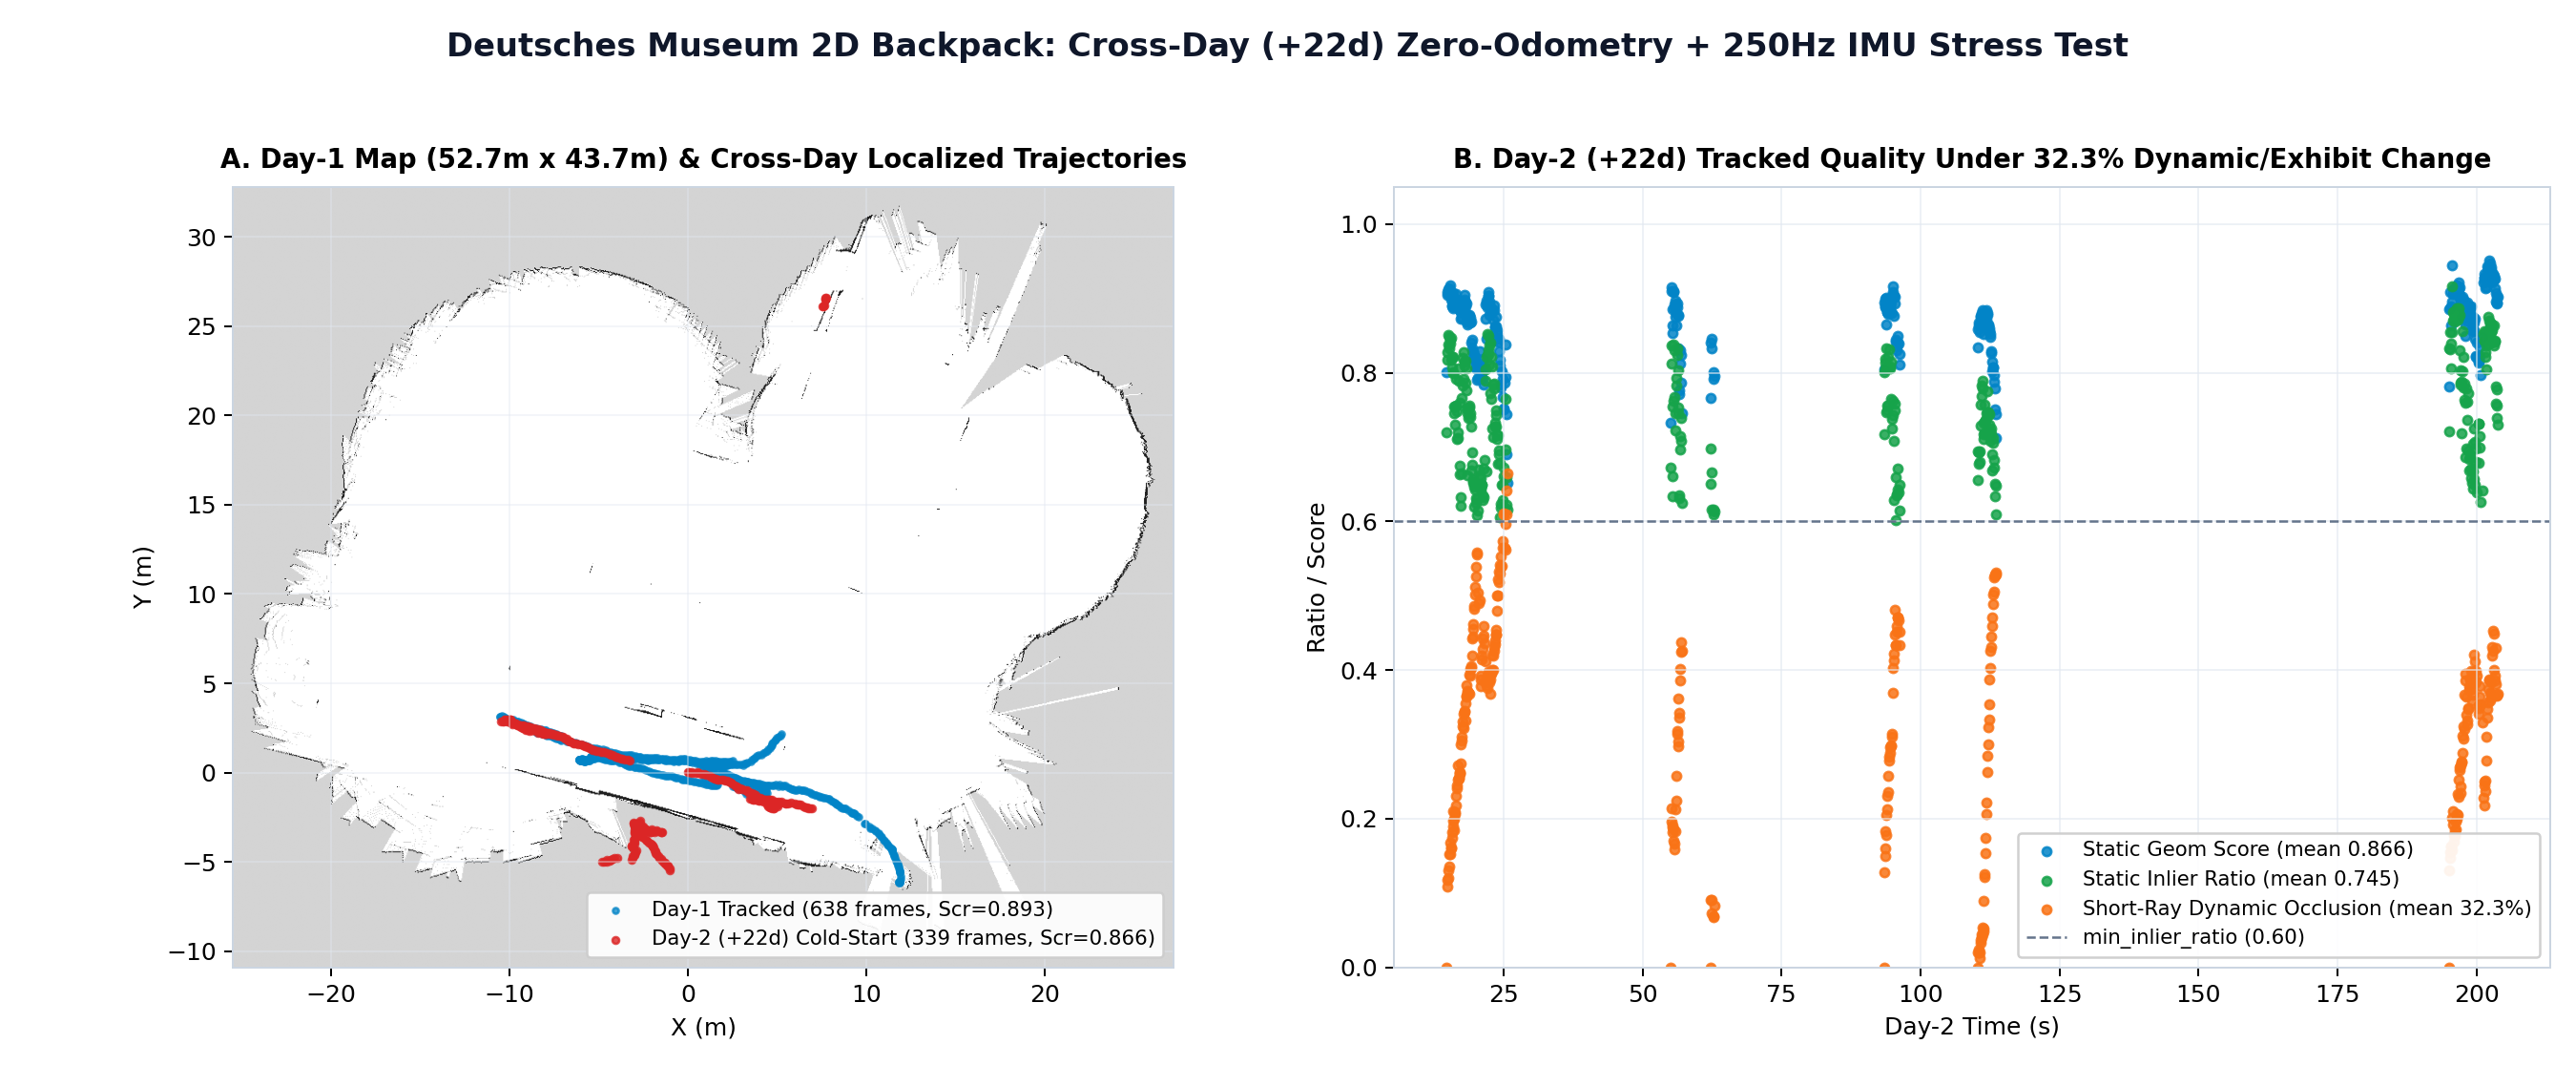 Deutsches Museum 2D Backpack: Cross-Day (+22d) Zero-Odometry + 250Hz IMU Stress Test
A. Day-1 Map (52.7m x 43.7m) & Cross-Day Localized Trajectories
30
25
20
15
10
5
0
−5
−10
Y (m)
−20
−10
0
10
20
X (m)
Day-1 Tracked (638 frames, Scr=0.893)
Day-2 (+22d) Cold-Start (339 frames, Scr=0.866)
B. Day-2 (+22d) Tracked Quality Under 32.3% Dynamic/Exhibit Change
1.0
0.8
0.6
0.4
0.2
0.0
Ratio / Score
25
50
75
100
125
150
175
200
Day-2 Time (s)
Static Geom Score (mean 0.866)
Static Inlier Ratio (mean 0.745)
Short-Ray Dynamic Occlusion (mean 32.3%)
min_inlier_ratio (0.60)